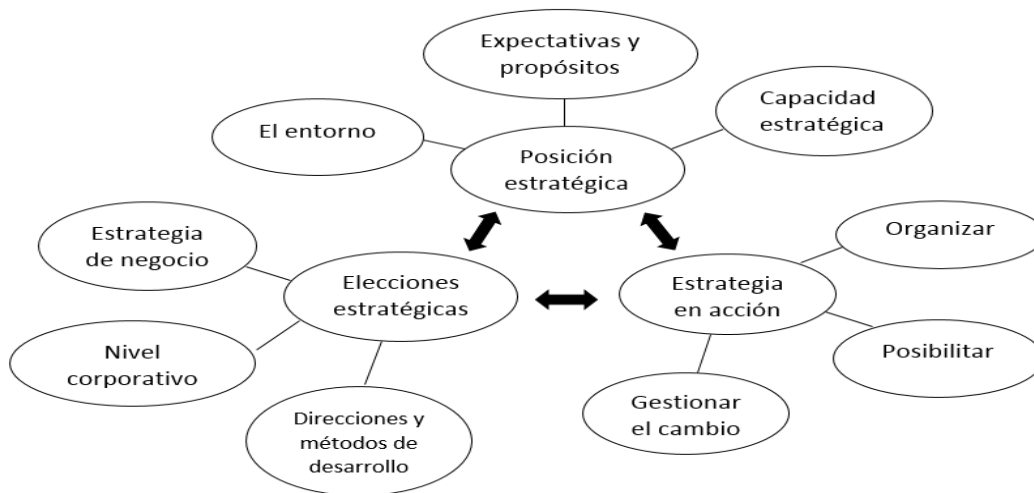 Expectativas y
propósitos
Capacidad
estratégica
El entorno
Posición
estratégica
Estrategia
de negocio
Organizar
Elecciones
estratégicas
Estrategia
en acción
Nivel
corporativo
Posibilitar
Direcciones y
métodos de
desarrollo
Gestionar
el cambio